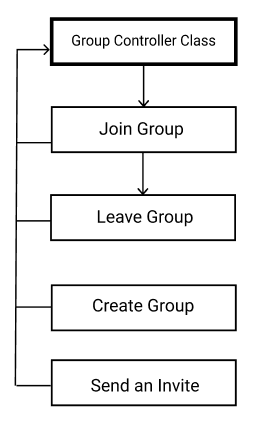 Group Controller Class
Join Group
Leave Group
Create Group
Send an Invite